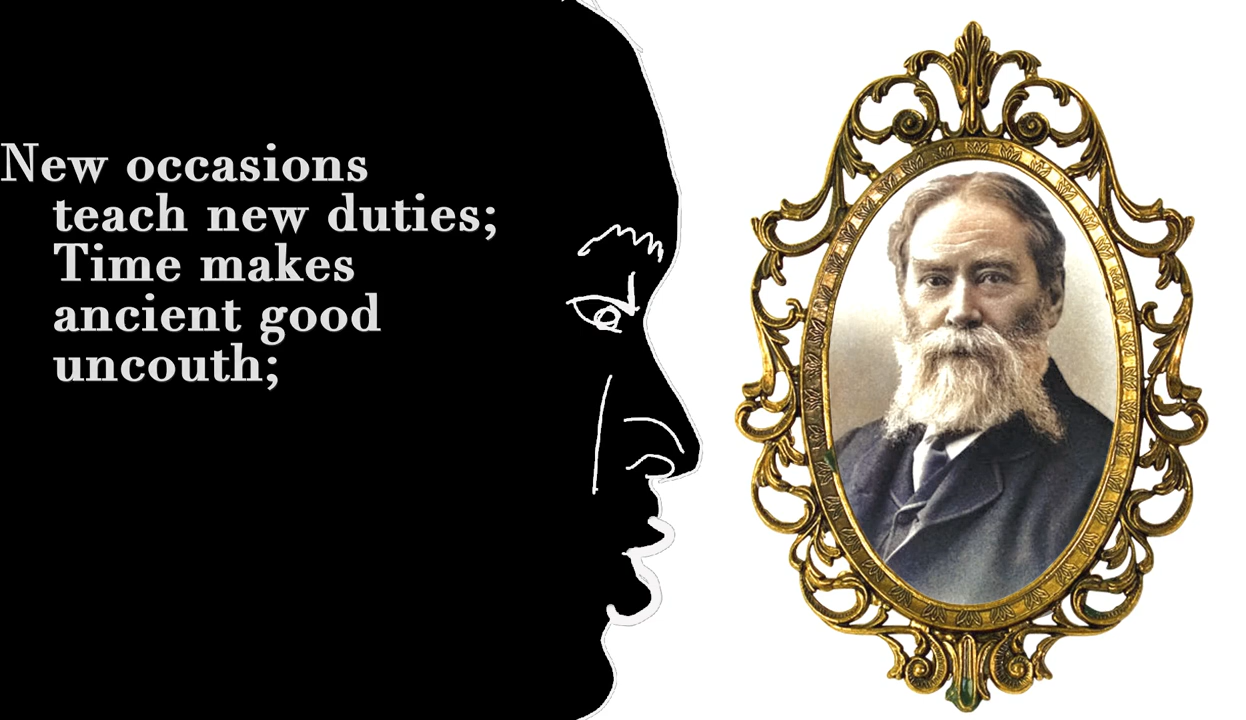 New occasions
teach new duties;
Time makes
ancient good
uncouth;